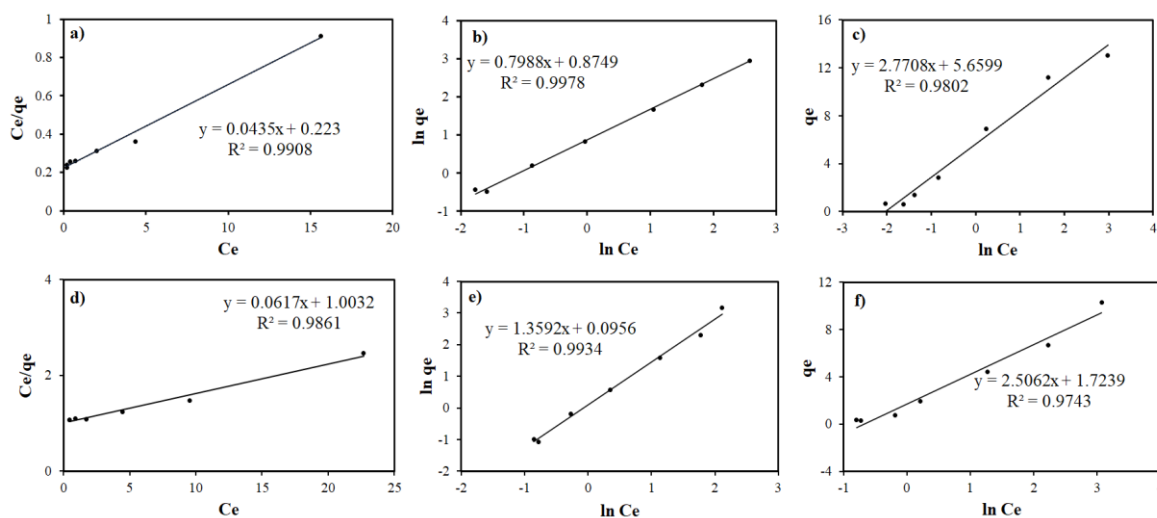 a)
1
0.8
0.6
0.4
0.2
0
Ce/qe
y = 0.0435x + 0.223
R² = 0.9908
0 5 10 15 20
Ce
b)
4
3
2
1
0
-1
ln qe
y = 0.7988x + 0.8749
R² = 0.9978
-2 -1 0 1 2 3
ln Ce
c)
16
12
8
4
0
qe
y = 2.7708x + 5.6599
R² = 0.9802
-3 -2 -1 0 1 2 3 4
ln Ce
d)
4
2
0
Ce/qe
y = 0.0617x + 1.0032
R² = 0.9861
0 5 10 15 20 25
Ce
e)
4
3
2
1
0
-1
-2
ln qe
y = 1.3592x + 0.0956
R² = 0.9934
-2 -1 0 1 2 3
ln Ce
f)
12
8
4
0
-4
qe
y = 2.5062x + 1.7239
R² = 0.9743
-1 0 1 2 3
ln Ce